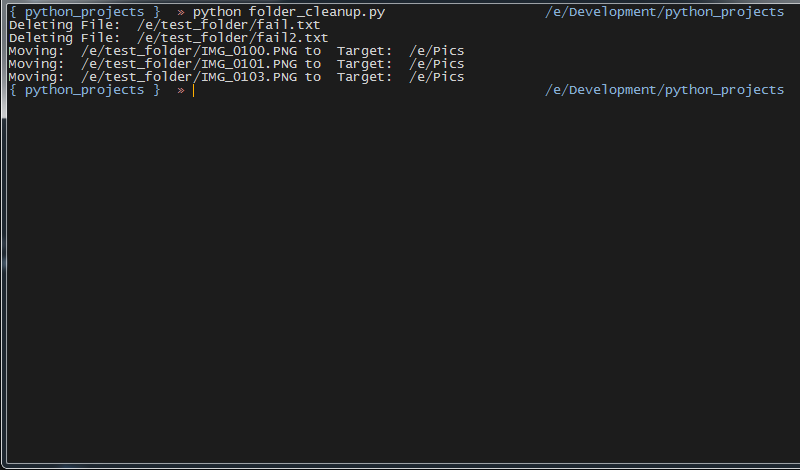 { python_projects }  » python folder_cleanup.py                    /e/Development/python_projects
Deleting File:  /e/test_folder/fail.txt
Deleting File:  /e/test_folder/fail2.txt
Moving:  /e/test_folder/IMG_0100.PNG to  Target:  /e/Pics
Moving:  /e/test_folder/IMG_0101.PNG to  Target:  /e/Pics
Moving:  /e/test_folder/IMG_0103.PNG to  Target:  /e/Pics
{ python_projects }  »                                            /e/Development/python_projects